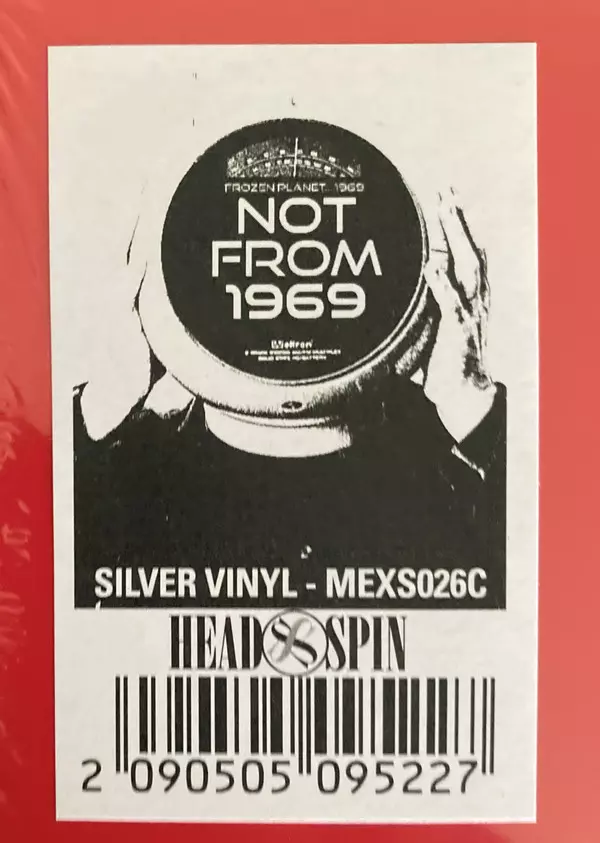 FROZEN PLANET... 1969
NOT
FROM
1969
SILVER VINYL - MEXS026C
HEAD SPIN
2 090505 095227